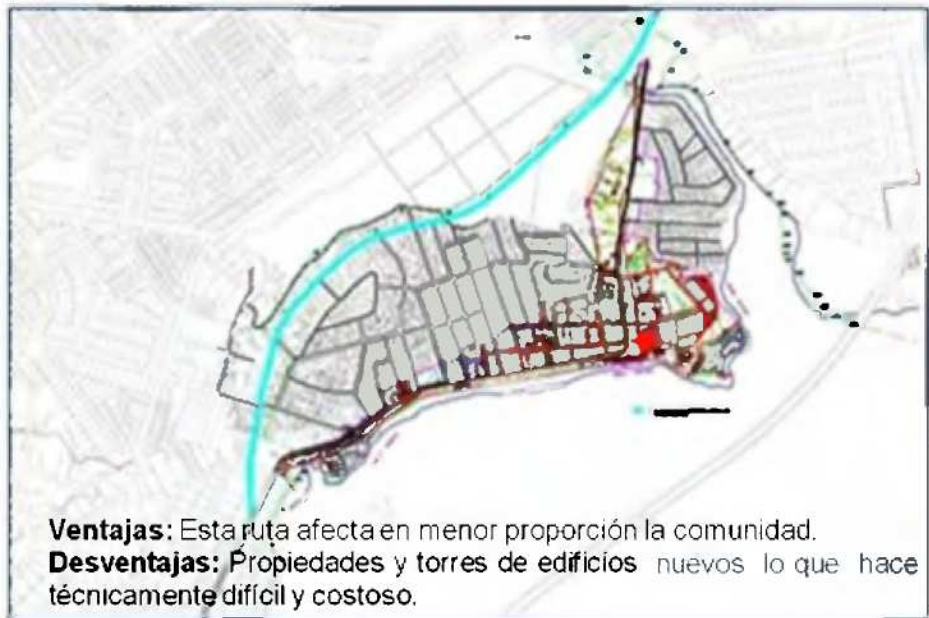 Ventajas: Esta ruta afecta en menor proporción la comunidad.
Desventajas: Propiedades y torres de edificios nuevos lo que hace
técnicamente difícil y costoso.